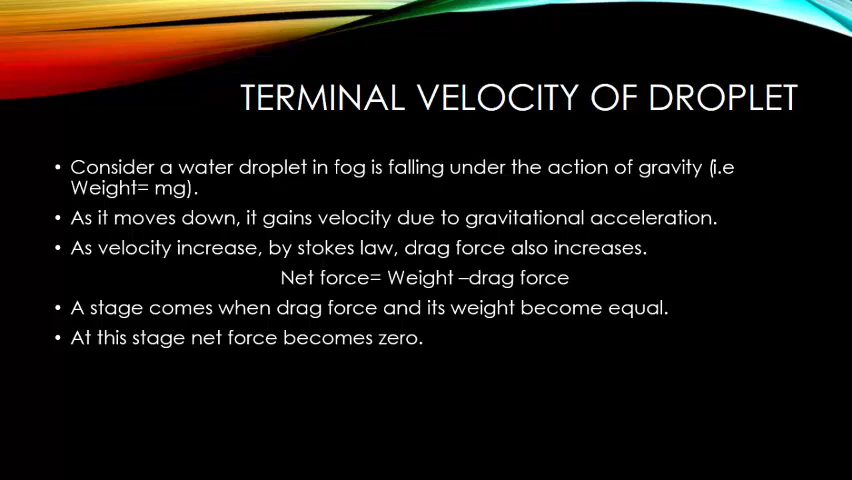 TERMINAL VELOCITY OF DROPLET
• Consider a water droplet in fog is falling under the action of gravity (i.e
Weight= mg).
• As it moves down, it gains velocity due to gravitational acceleration.
• As velocity increase, by stokes law, drag force also increases.
Net force= Weight –drag force
• A stage comes when drag force and its weight become equal.
• At this stage net force becomes zero.